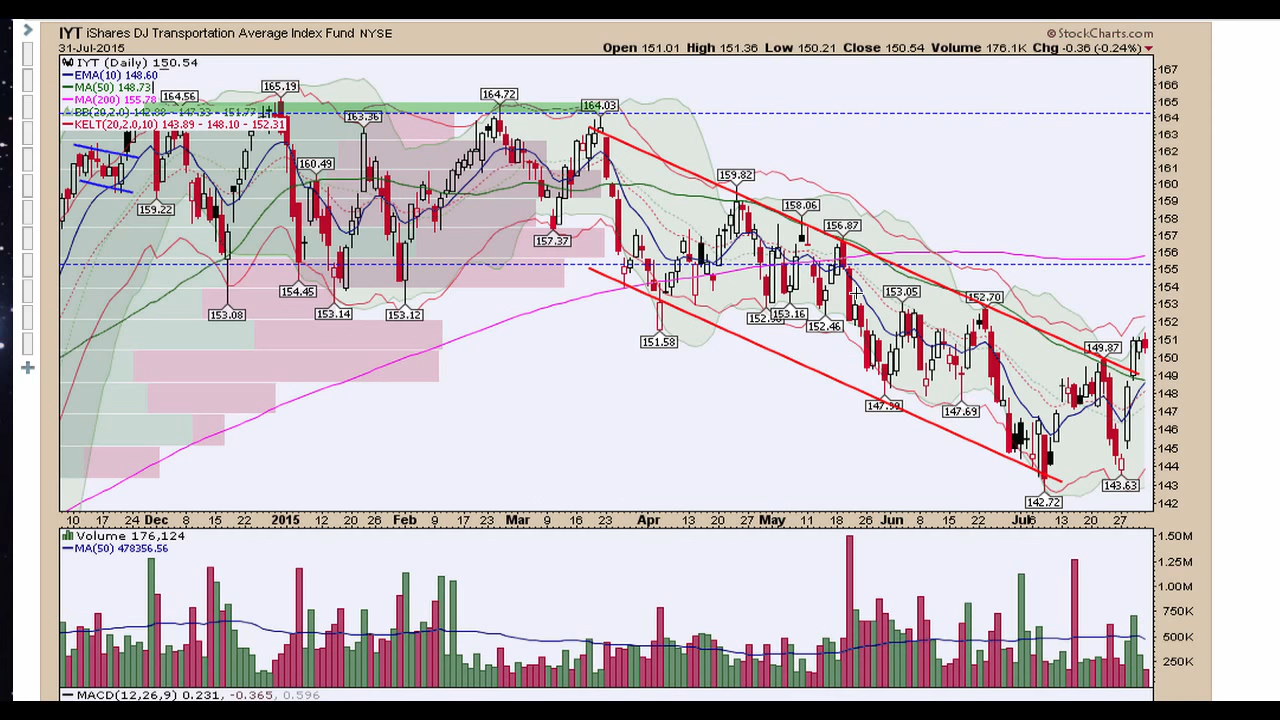 IYT iShares DJ Transportation Average Index Fund NYSE
© StockCharts.com
31-Jul-2015
Open 151.01 High 151.36 Low 150.21 Close 150.54 Volume 176.1K Chg -0.36 (-0.24%)
IYT (Daily) 150.54
EMA(10) 148.60
MA(50) 148.73
MA(200) 155.78
BB(20,2.0) 142.88 - 147.33 - 151.77
KELT(20,2.0,10) 143.89 - 148.10 - 152.31
164.56
165.19
164.72
164.03
163.36
160.49
159.22
159.82
158.06
156.87
157.37
154.45
153.08
153.14
153.12
153.16
152.46
153.05
152.70
151.58
149.87
147.69
143.63
142.72
167
166
165
164
163
162
161
160
159
158
157
156
155
154
153
152
151
150
149
148
147
146
145
144
143
142
10 17 24 Dec 8 15 22 2015 12 20 26 Feb 9 17 23 Mar 9 16 23 Apr 13 20 27 May 11 18 26 Jun 8 15 22 Jul 6 13 20 27
Volume 176,124
MA(50) 478356.56
1.50M
1.25M
1.00M
750K
500K
250K
MACD(12,26,9) 0.231, -0.365, 0.596